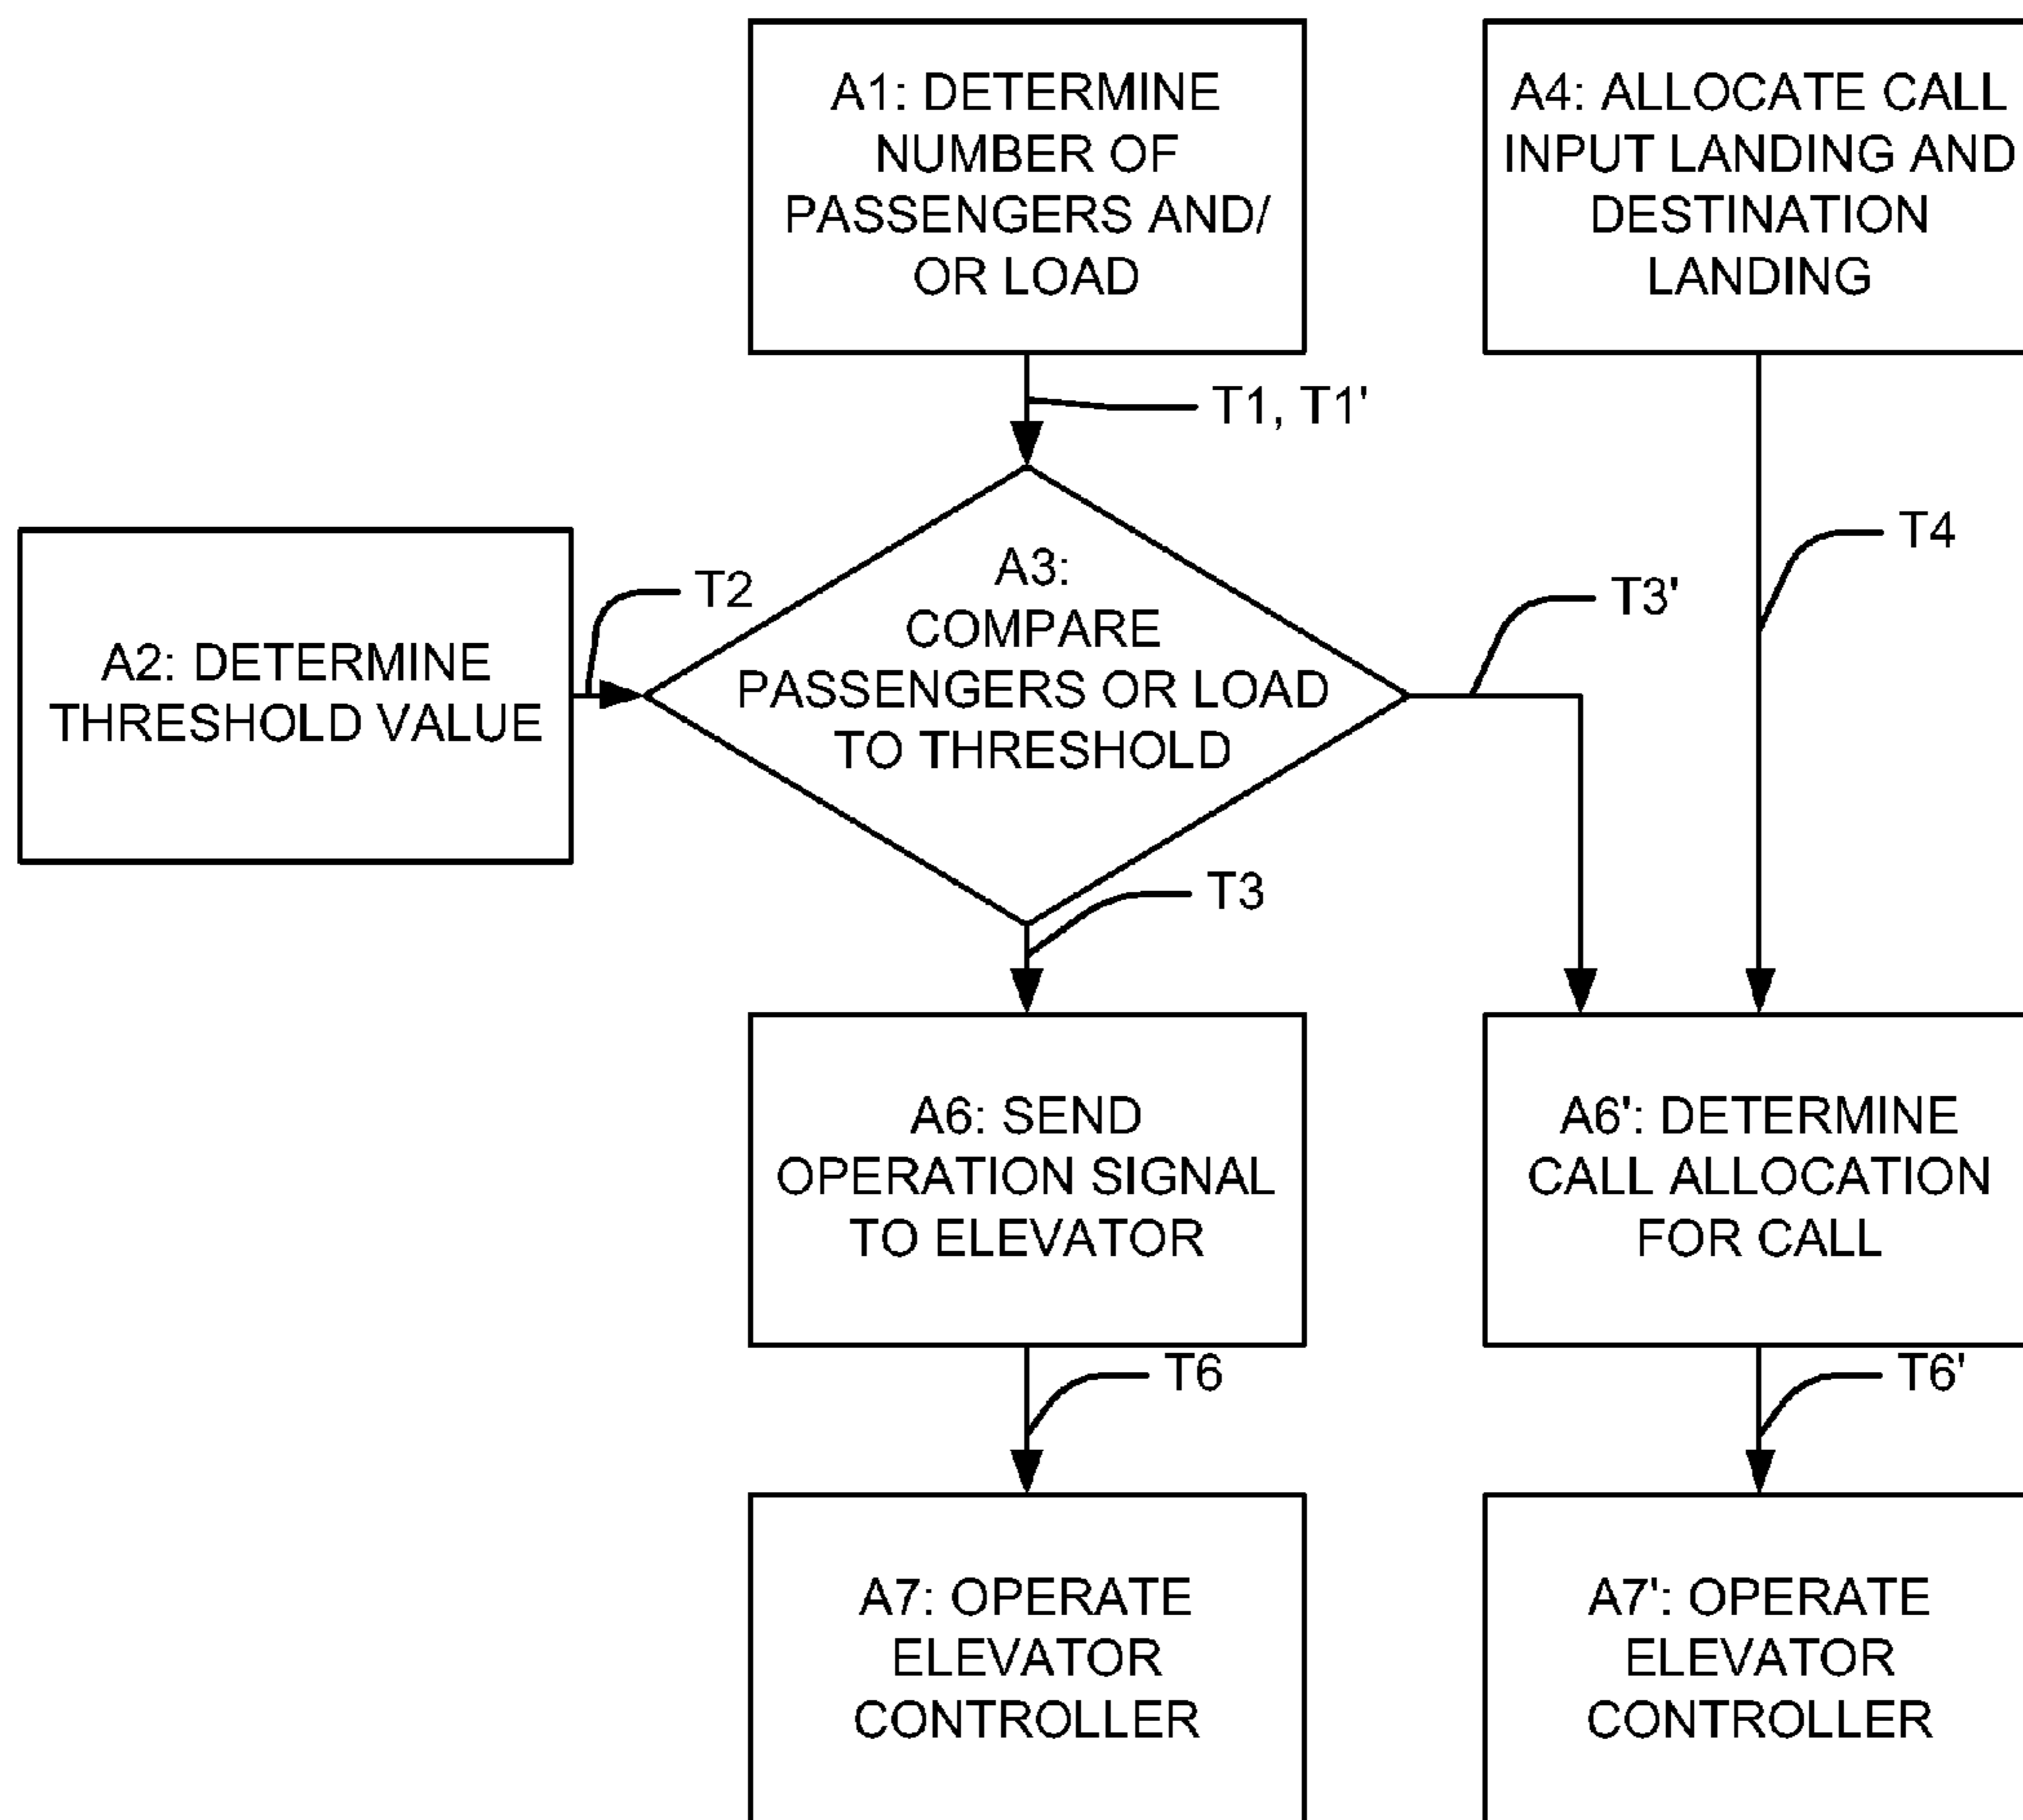 A1: DETERMINE
NUMBER OF
PASSENGERS AND/
OR LOAD
A4: ALLOCATE CALL
INPUT LANDING AND
DESTINATION
LANDING
T1, T1'
T4
A2: DETERMINE
THRESHOLD VALUE
T2
A3:
COMPARE
PASSENGERS OR LOAD
TO THRESHOLD
T3'
T3
A6: SEND
OPERATION SIGNAL
TO ELEVATOR
A6': DETERMINE
CALL ALLOCATION
FOR CALL
T6
T6'
A7: OPERATE
ELEVATOR
CONTROLLER
A7': OPERATE
ELEVATOR
CONTROLLER